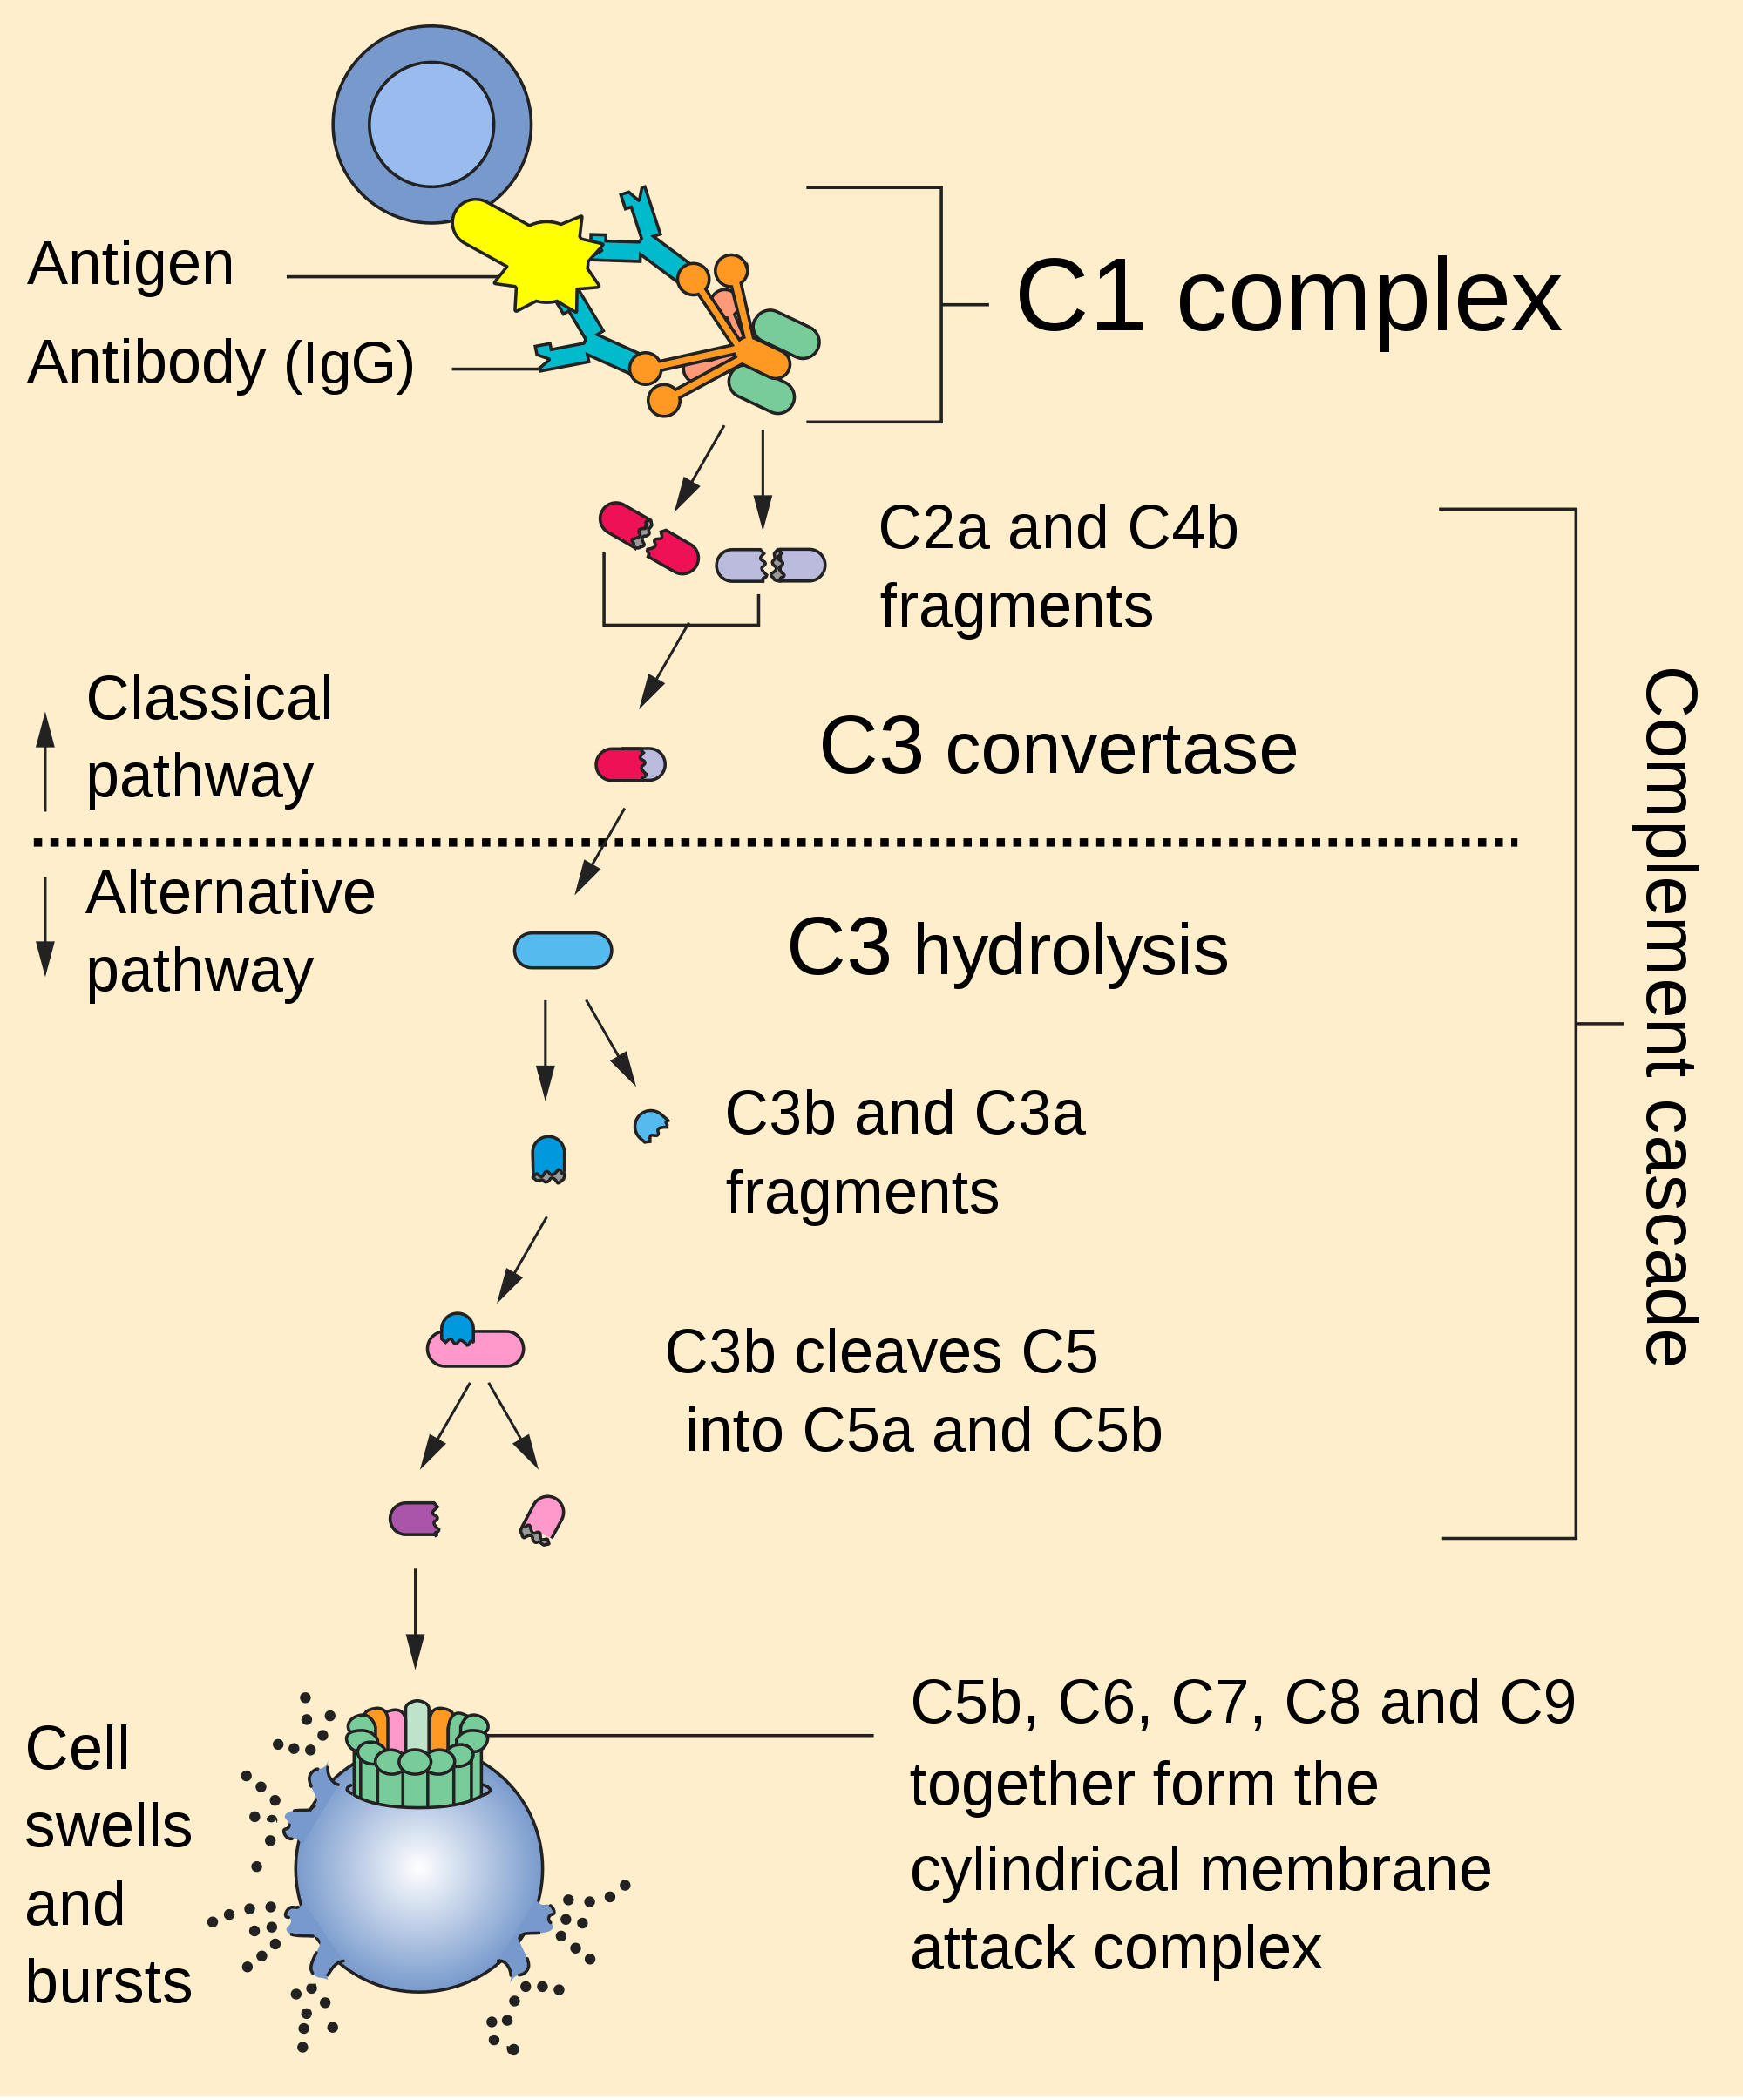 Antigen
Antibody (IgG)
C1 complex
C2a and C4b
fragments
Classical
pathway
C3 convertase
Alternative
pathway
C3 hydrolysis
Complement cascade
C3b and C3a
fragments
C3b cleaves C5
into C5a and C5b
Cell
swells
and
bursts
C5b, C6, C7, C8 and C9
together form the
cylindrical membrane
attack complex